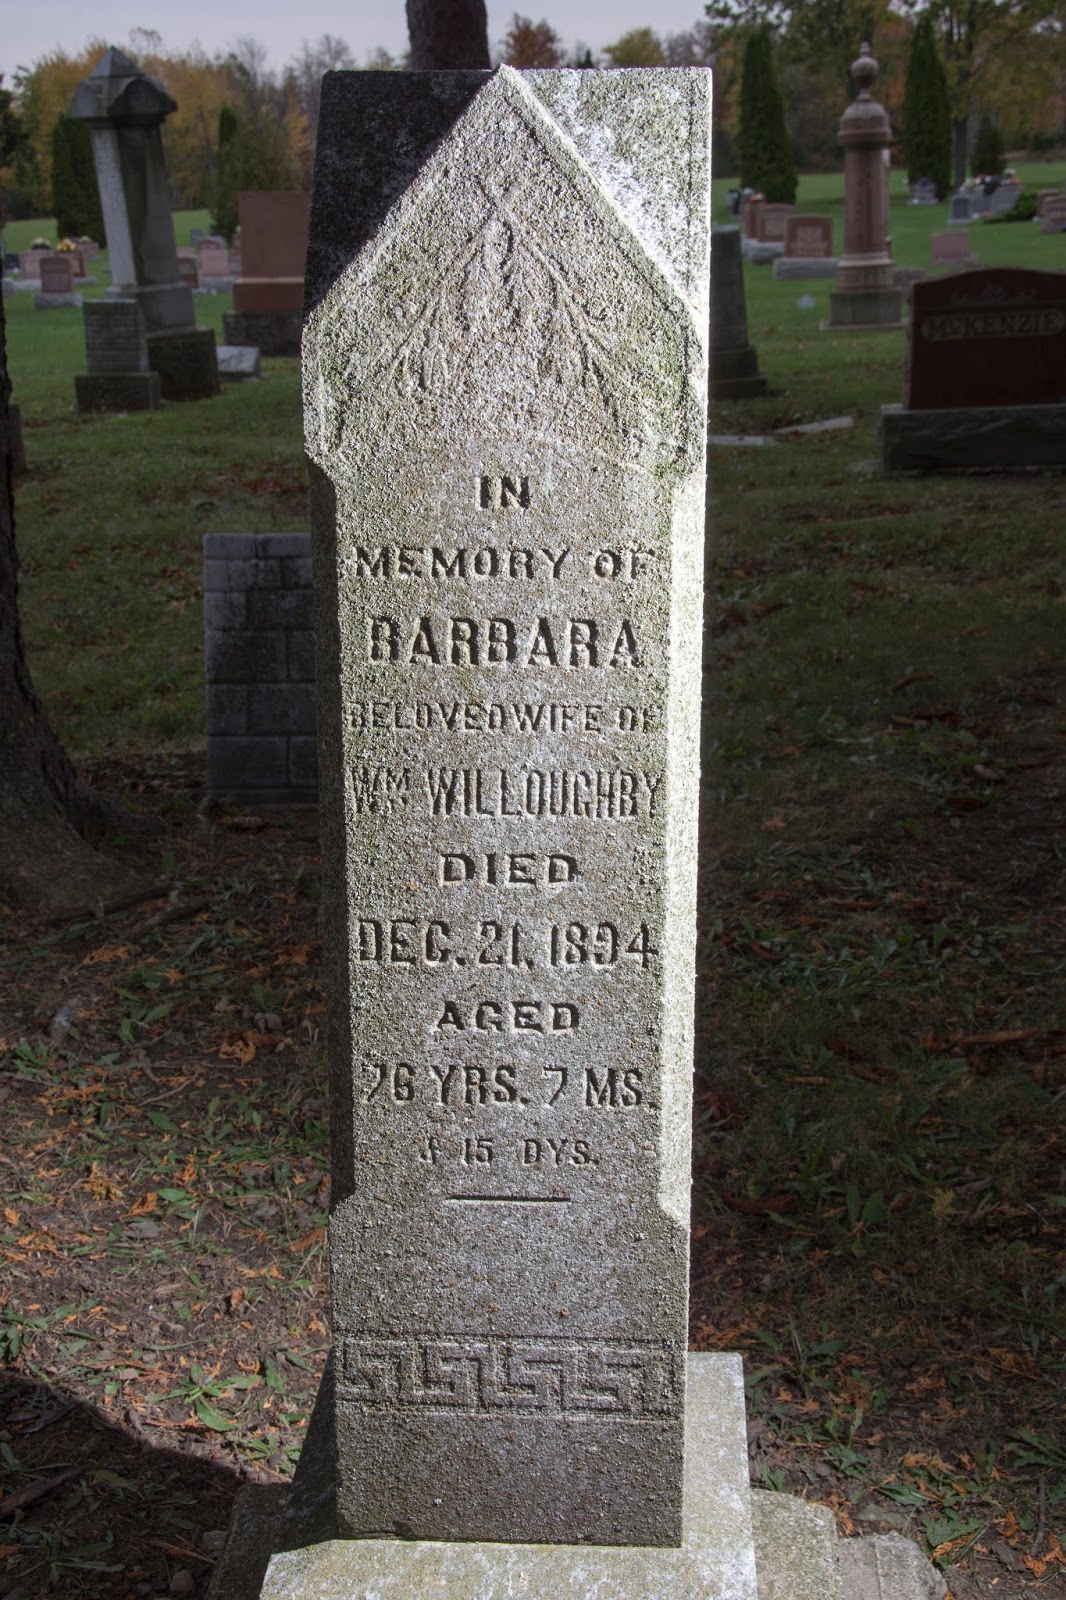 IN
MEMORY OF
BARBARA
BELOVED WIFE OF
WM WILLOUGHBY
DIED
DEC. 21, 1894
AGED
76 YRS. 7 MS.
& 15 DYS.
McKENZIE